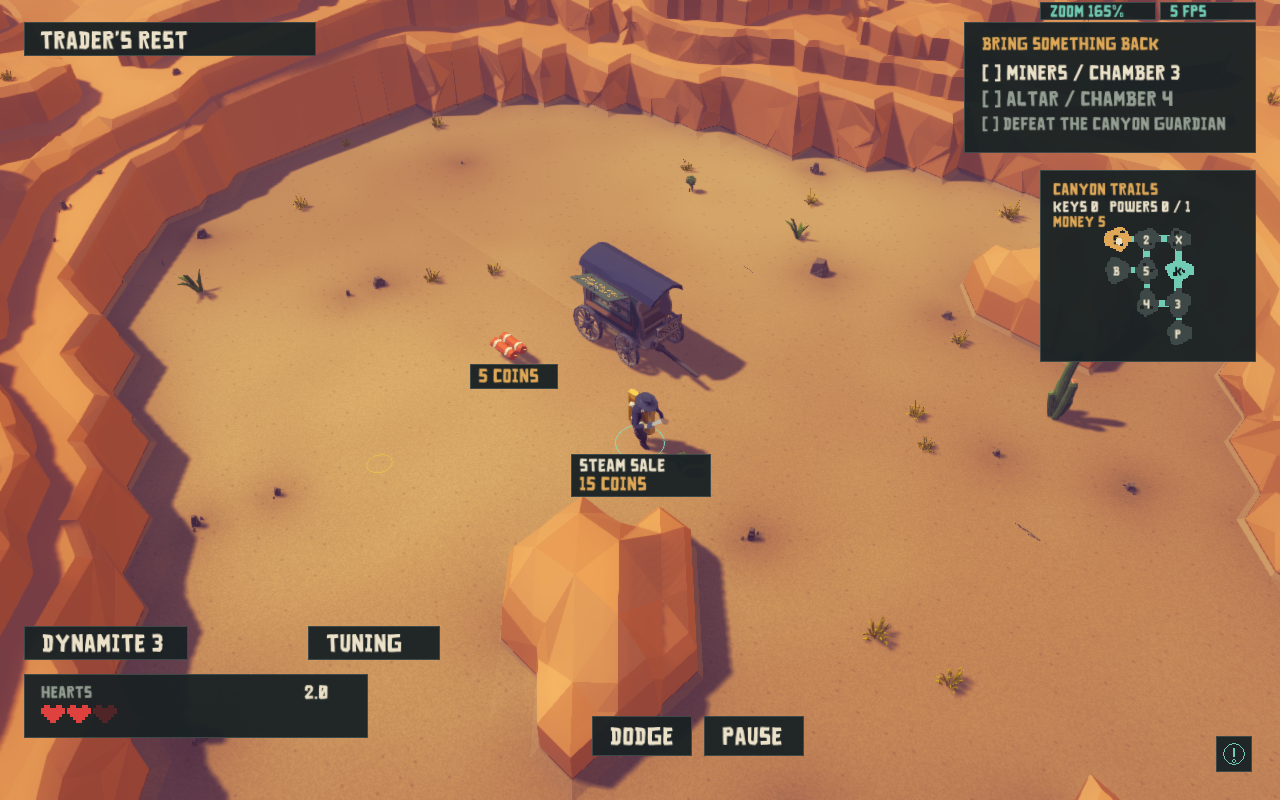 ZOOM 165% 5 FPS
TRADER'S REST
BRING SOMETHING BACK
[ ] MINERS / CHAMBER 3
[ ] ALTAR / CHAMBER 4
[ ] DEFEAT THE CANYON GUARDIAN
CANYON TRAILS
KEYS 0 POWERS 0 / 1
MONEY 5
2 X
B 5 K
4 3
P
5 COINS
STEAM SALE
15 COINS
DYNAMITE 3
TUNING
HEARTS 2.0
DODGE
PAUSE